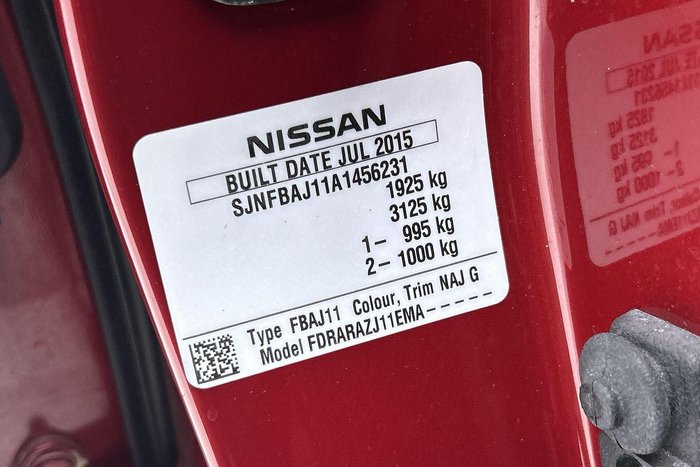 NISSAN
BUILT DATE JUL 2015
SJNFBAJ11A1456231
1925 kg
3125 kg
1– 995 kg
2– 1000 kg
Type FBAJ11 Colour, Trim NAJ G
Model FDRARAZJ11EMA–––––